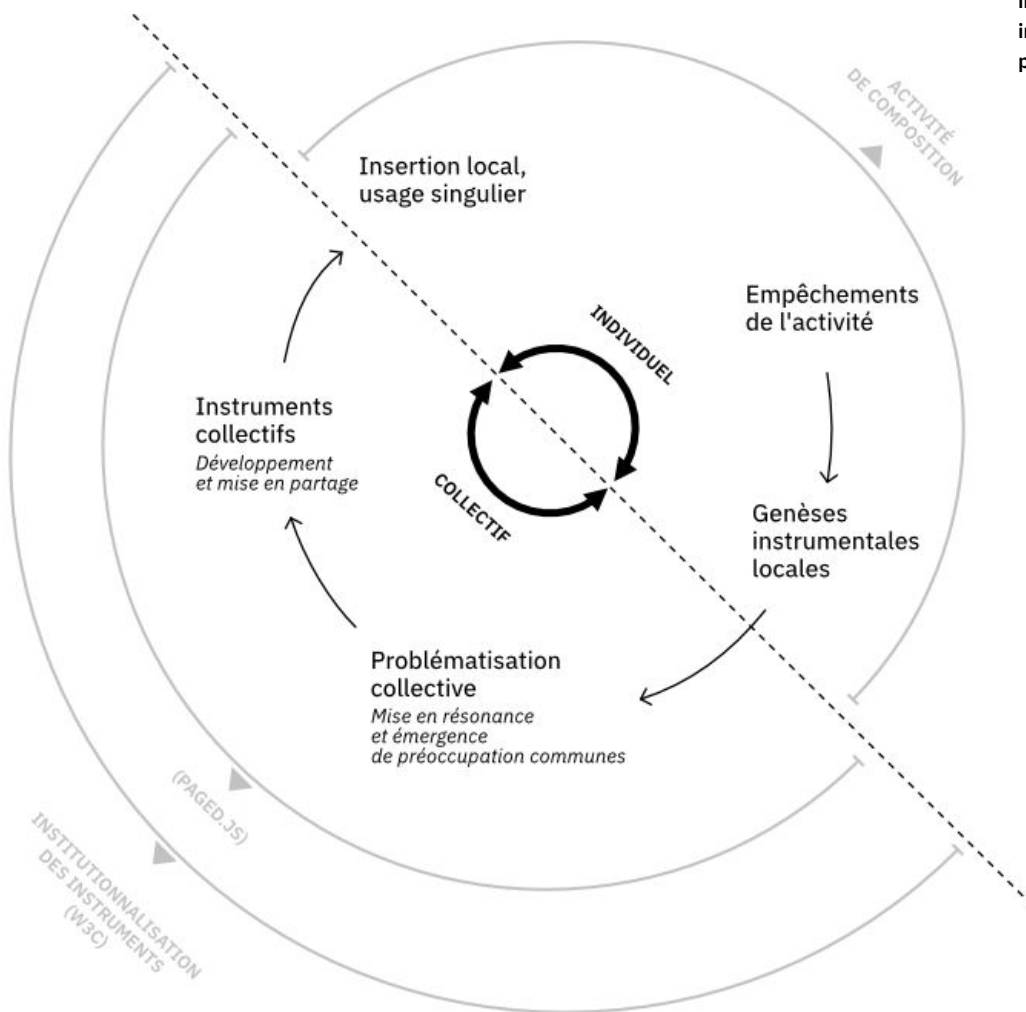 ACTIVITÉ
DE COMPOSITION
Insertion local,
usage singulier
Empêchements
de l'activité
INDIVIDUEL
Instruments
collectifs
Développement
et mise en partage
COLLECTIF
Genèses
instrumentales
locales
Problématisation
collective
Mise en résonance
et émergence
de préoccupation communes
(PAGED.JS)
INSTITUTIONNALISATION
DES INSTRUMENTS
(W3C)